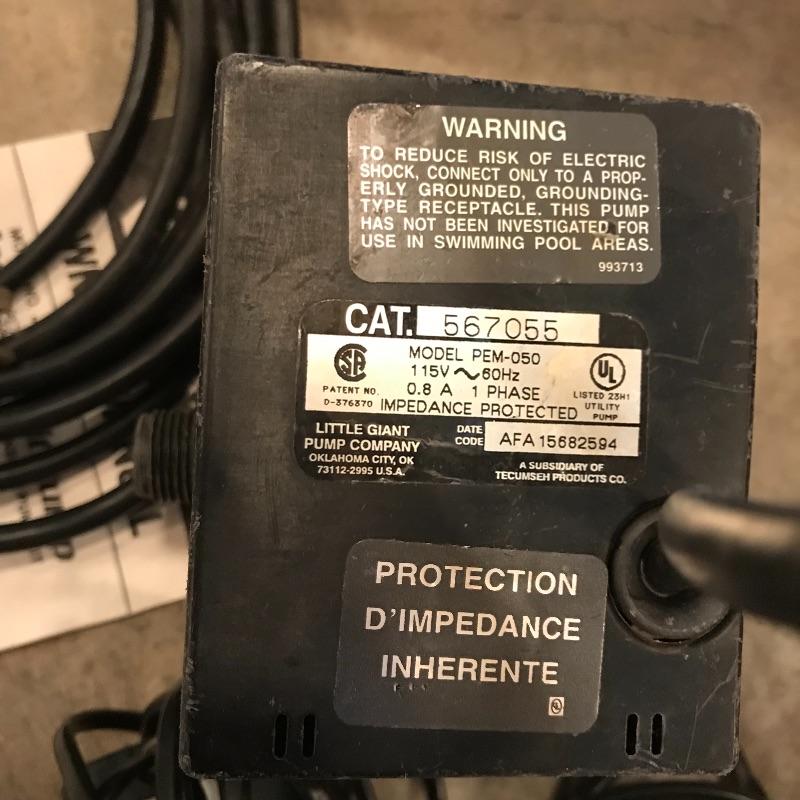 WARNING
TO REDUCE RISK OF ELECTRIC
SHOCK, CONNECT ONLY TO A PROP-
ERLY GROUNDED, GROUNDING-
TYPE RECEPTACLE. THIS PUMP
HAS NOT BEEN INVESTIGATED FOR
USE IN SWIMMING POOL AREAS.
993713
CAT. 567055
SA
MODEL PEM-050
115V ~ 60Hz
0.8 A 1 PHASE
IMPEDANCE PROTECTED
PATENT NO.
D-376370
UL
LISTED 23H1
UTILITY
PUMP
LITTLE GIANT
PUMP COMPANY
OKLAHOMA CITY, OK
73112-2995 U.S.A.
DATE
CODE
AFA 15682594
A SUBSIDIARY OF
TECUMSEH PRODUCTS CO.
PROTECTION
D'IMPEDANCE
INHERENTE
UL